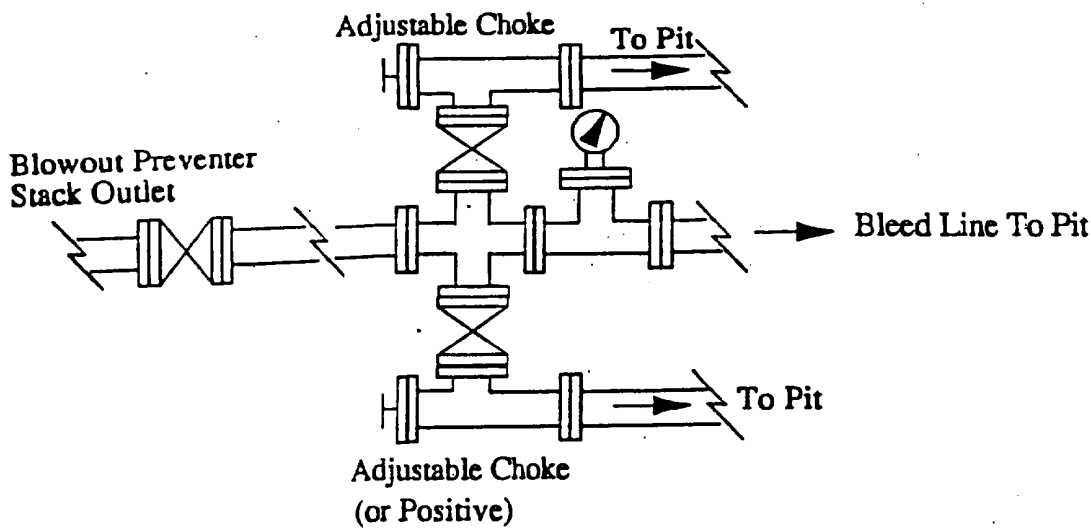 Adjustable Choke
To Pit
Blowout Preventer
Stack Outlet
Bleed Line To Pit
To Pit
Adjustable Choke
(or Positive)